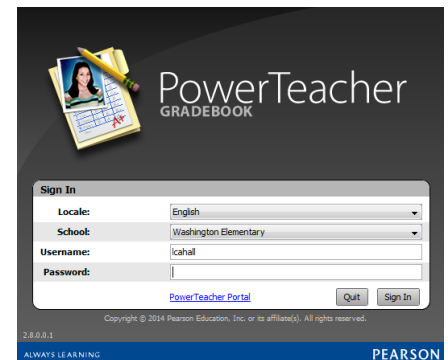 A+
PowerTeacher
GRADEBOOK
Sign In
Locale: English
School: Washington Elementary
Username: lcahall
Password:
PowerTeacher Portal Quit Sign In
Copyright © 2014 Pearson Education, Inc. or its affiliate(s). All rights reserved.
2.8.0.0.1
ALWAYS LEARNING PEARSON